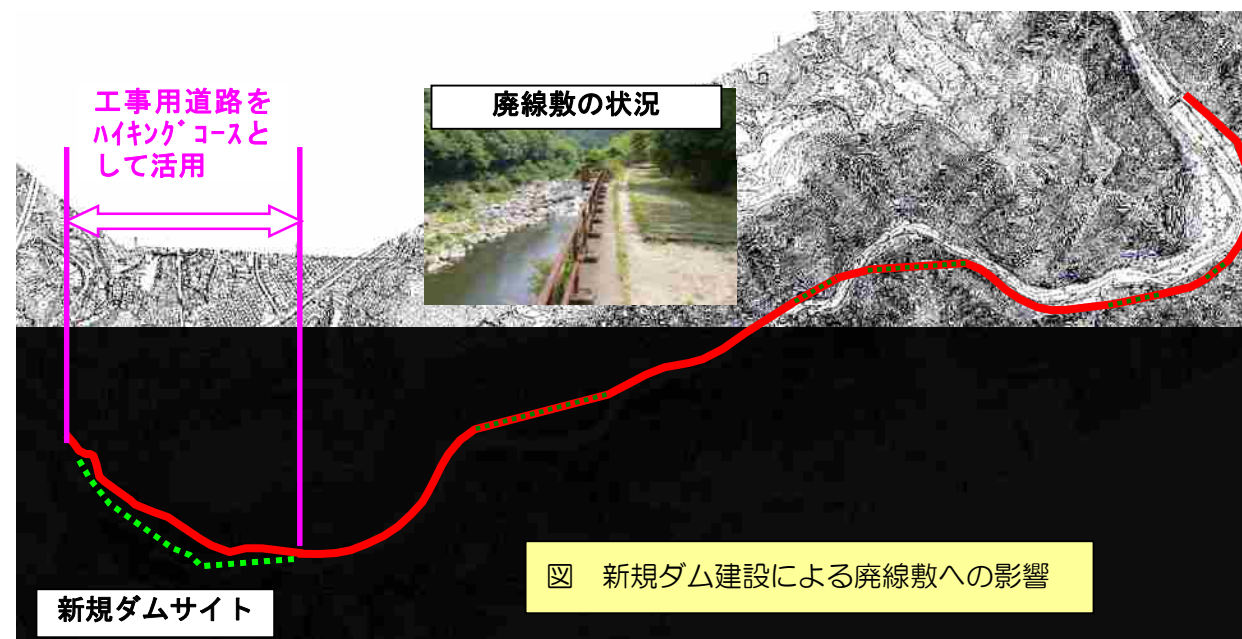 工事用道路を
ﾊｲｷﾝｸﾞｺｰｽと
して活用
廃線敷の状況
新規ダムサイト
図　新規ダム建設による廃線敷への影響